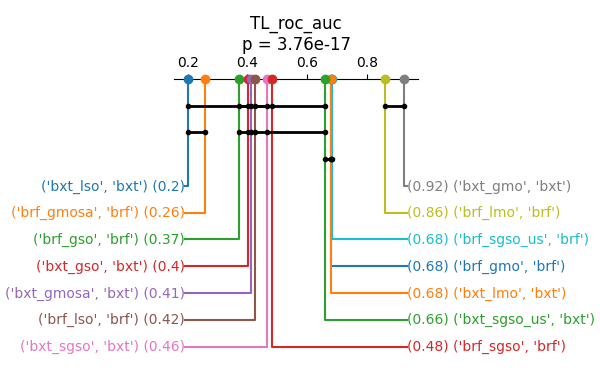 TL_roc_auc
p = 3.76e-17
0.2 0.4 0.6 0.8
('bxt_lso', 'bxt') (0.2)
(0.92) ('bxt_gmo', 'bxt')
('brf_gmosa', 'brf') (0.26)
(0.86) ('brf_lmo', 'brf')
('brf_gso', 'brf') (0.37)
(0.68) ('brf_sgso_us', 'brf')
('bxt_gso', 'bxt') (0.4)
(0.68) ('brf_gmo', 'brf')
('bxt_gmosa', 'bxt') (0.41)
(0.68) ('bxt_lmo', 'bxt')
('brf_lso', 'brf') (0.42)
(0.66) ('bxt_sgso_us', 'bxt')
('bxt_sgso', 'bxt') (0.46)
(0.48) ('brf_sgso', 'brf')